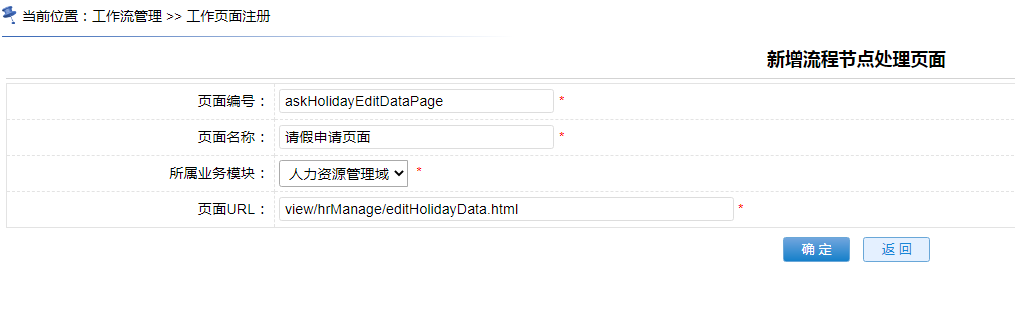 当前位置：工作流管理 >> 工作页面注册
新增流程节点处理页面
页面编号： askHolidayEditDataPage *
页面名称： 请假申请页面 *
所属业务模块： 人力资源管理域 *
页面URL： view/hrManage/editHolidayData.html *
确 定 返 回